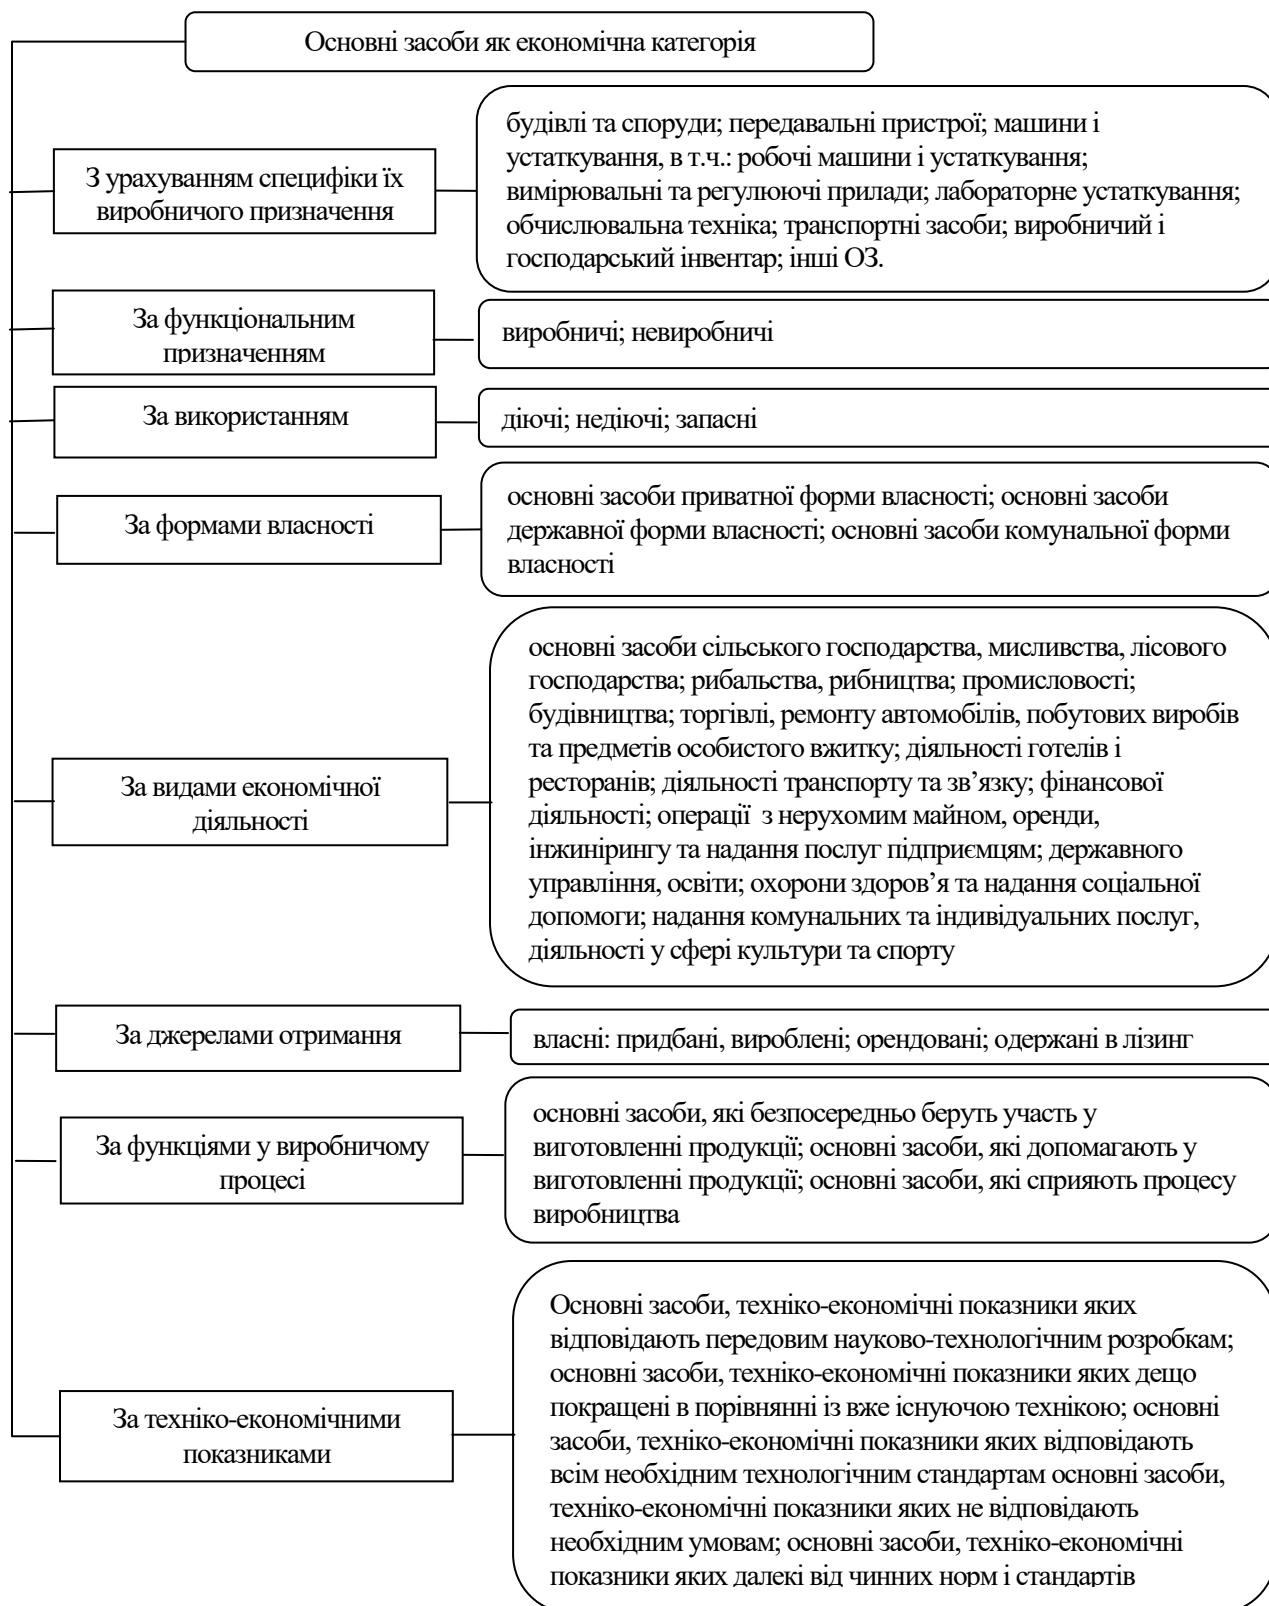 Основні засоби як економічна категорія
З урахуванням специфіки їх
виробничого призначення
будівлі та споруди; передавальні пристрої; машини і
устаткування, в т.ч.: робочі машини і устаткування;
вимірювальні та регулюючі прилади; лабораторне устаткування;
обчислювальна техніка; транспортні засоби; виробничий і
господарський інвентар; інші ОЗ.
За функціональним
призначенням
виробничі; невиробничі
За використанням
діючі; недіючі; запасні
За формами власності
основні засоби приватної форми власності; основні засоби
державної форми власності; основні засоби комунальної форми
власності
За видами економічної
діяльності
основні засоби сільського господарства, мисливства, лісового
господарства; рибальства, рибництва; промисловості;
будівництва; торгівлі, ремонту автомобілів, побутових виробів
та предметів особистого вжитку; діяльності готелів і
ресторанів; діяльності транспорту та зв’язку; фінансової
діяльності; операції з нерухомим майном, оренди,
інжинірингу та надання послуг підприємцям; державного
управління, освіти; охорони здоров’я та надання соціальної
допомоги; надання комунальних та індивідуальних послуг,
діяльності у сфері культури та спорту
За джерелами отримання
власні: придбані, вироблені; орендовані; одержані в лізинг
За функціями у виробничому
процесі
основні засоби, які безпосередньо беруть участь у
виготовленні продукції; основні засоби, які допомагають у
виготовленні продукції; основні засоби, які сприяють процесу
виробництва
За техніко-економічними
показниками
Основні засоби, техніко-економічні показники яких
відповідають передовим науково-технологічним розробкам;
основні засоби, техніко-економічні показники яких дещо
покращені в порівнянні із вже існуючою технікою; основні
засоби, техніко-економічні показники яких відповідають
всім необхідним технологічним стандартам основні засоби,
техніко-економічні показники яких не відповідають
необхідним умовам; основні засоби, техніко-економічні
показники яких далекі від чинних норм і стандартів